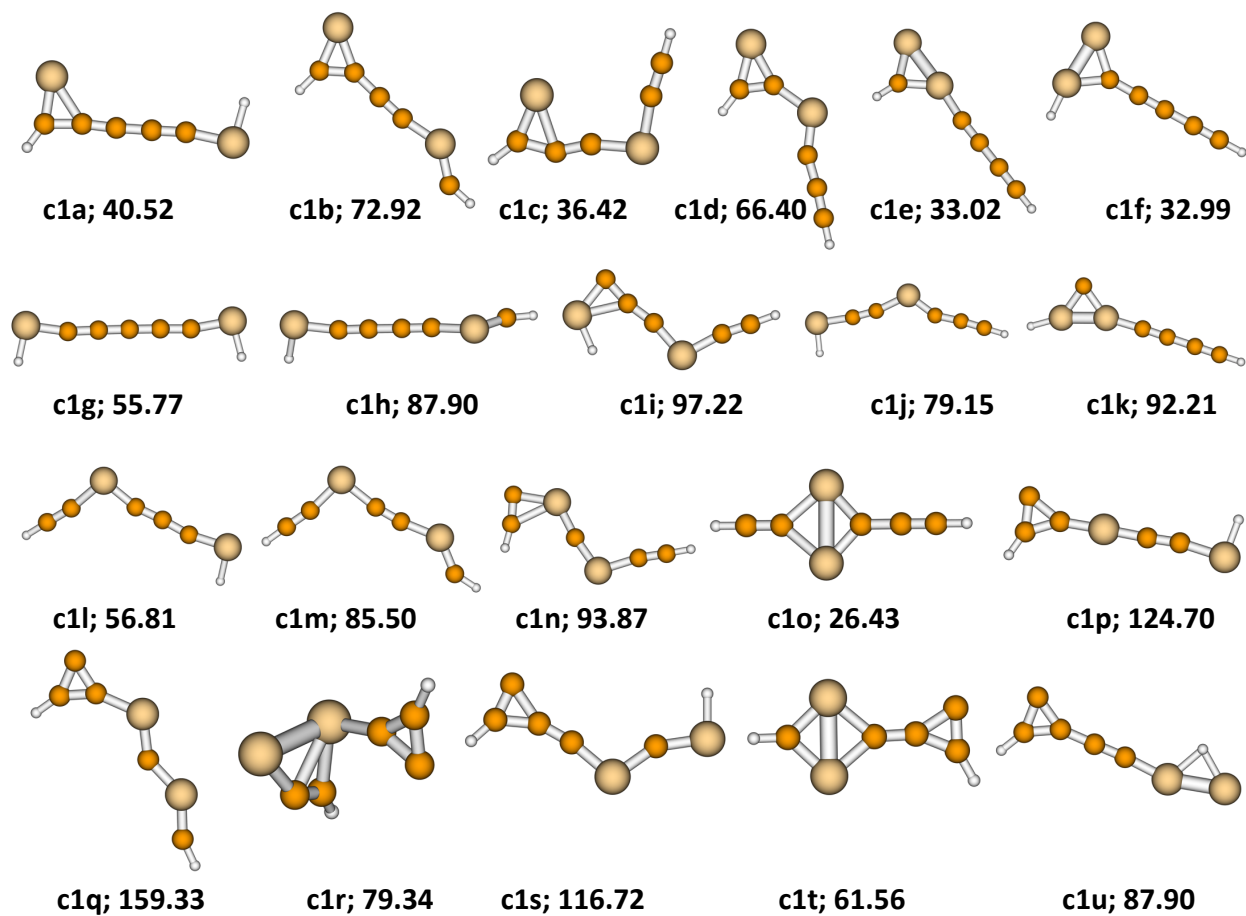 c1a; 40.52 c1b; 72.92 c1c; 36.42 c1d; 66.40 c1e; 33.02 c1f; 32.99
c1g; 55.77 c1h; 87.90 c1i; 97.22 c1j; 79.15 c1k; 92.21
c1l; 56.81 c1m; 85.50 c1n; 93.87 c1o; 26.43 c1p; 124.70
c1q; 159.33 c1r; 79.34 c1s; 116.72 c1t; 61.56 c1u; 87.90